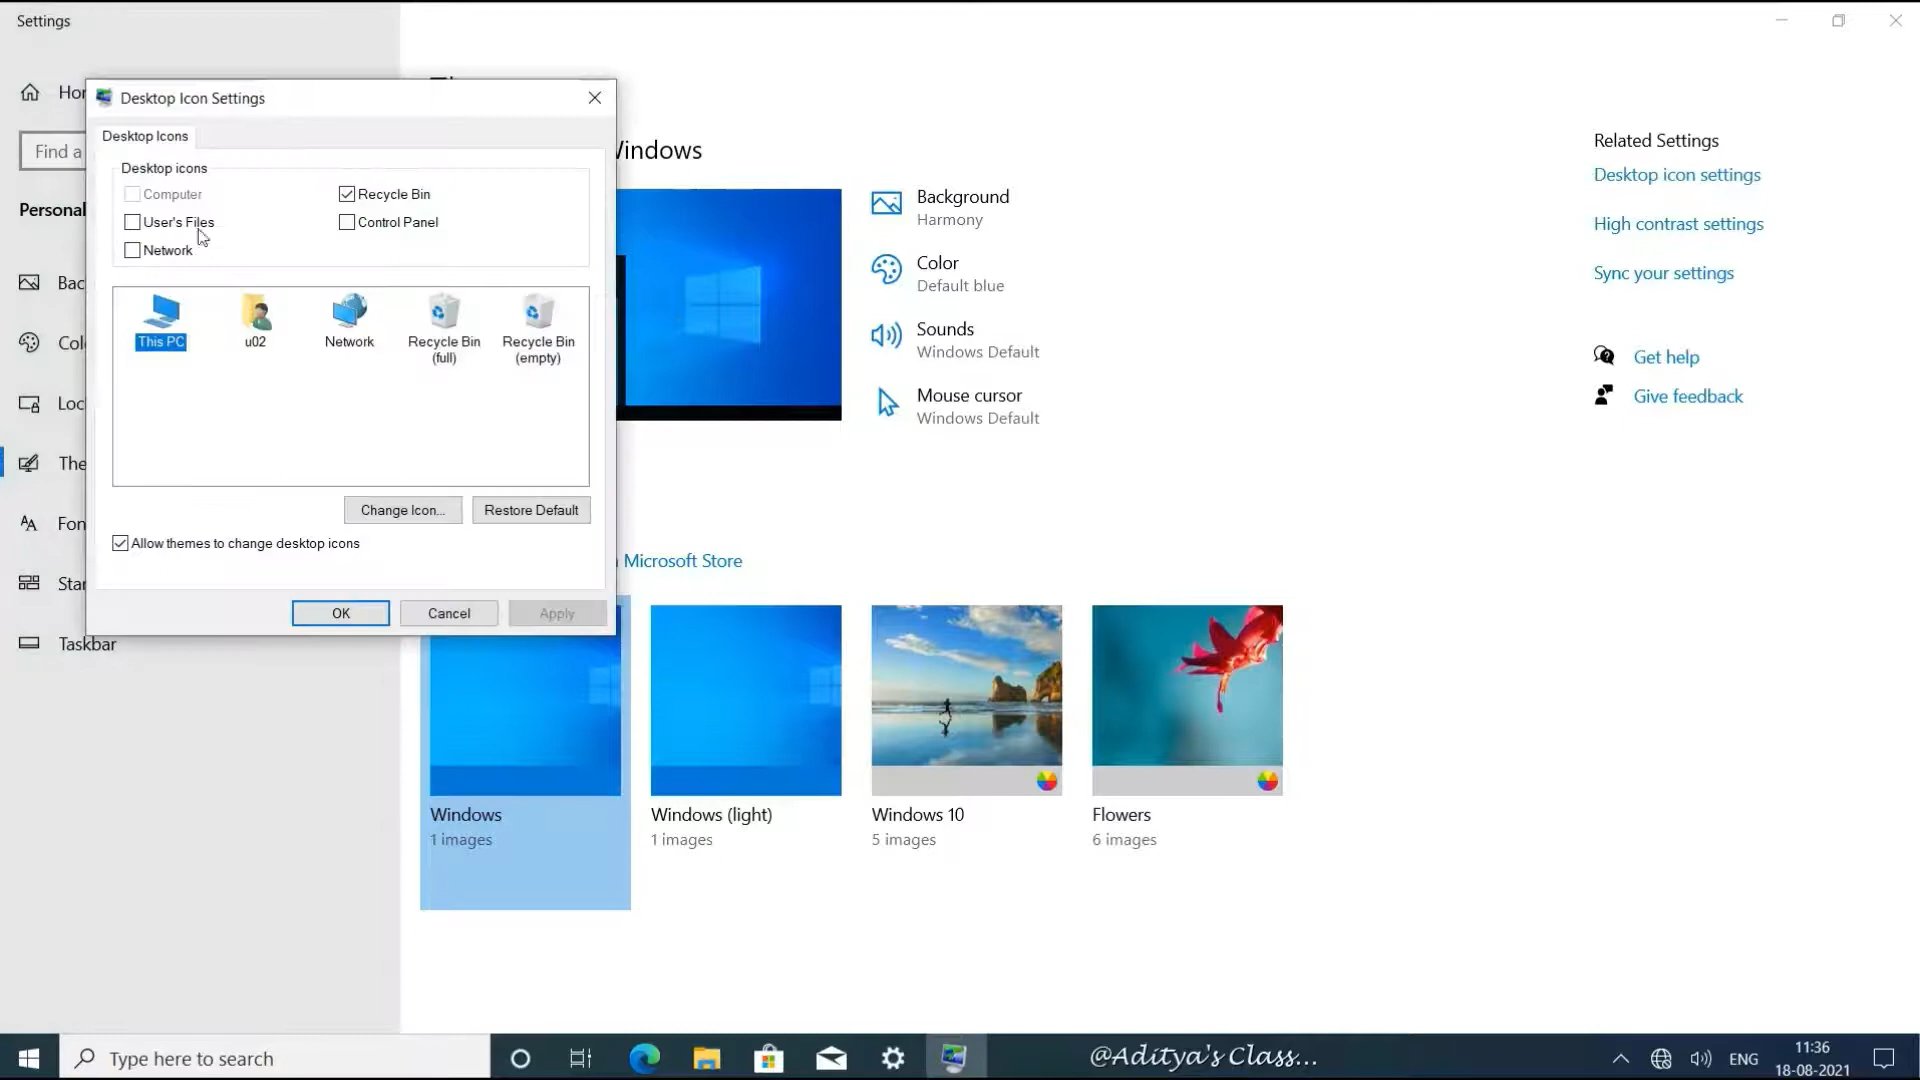 Settings
Hor
Find a
Personal
Bac
Col
Loc
The
Fon
Star
Taskbar
Desktop Icon Settings
Desktop Icons
Desktop icons
Computer
Recycle Bin
User's Files
Control Panel
Network
This PC
u02
Network
Recycle Bin (full)
Recycle Bin (empty)
Change Icon...
Restore Default
Allow themes to change desktop icons
OK
Cancel
Apply
Windows
Background
Harmony
Color
Default blue
Sounds
Windows Default
Mouse cursor
Windows Default
Microsoft Store
Windows
1 images
Windows (light)
1 images
Windows 10
5 images
Flowers
6 images
Related Settings
Desktop icon settings
High contrast settings
Sync your settings
Get help
Give feedback
Type here to search
@Aditya's Class...
ENG
11:36
18-08-2021